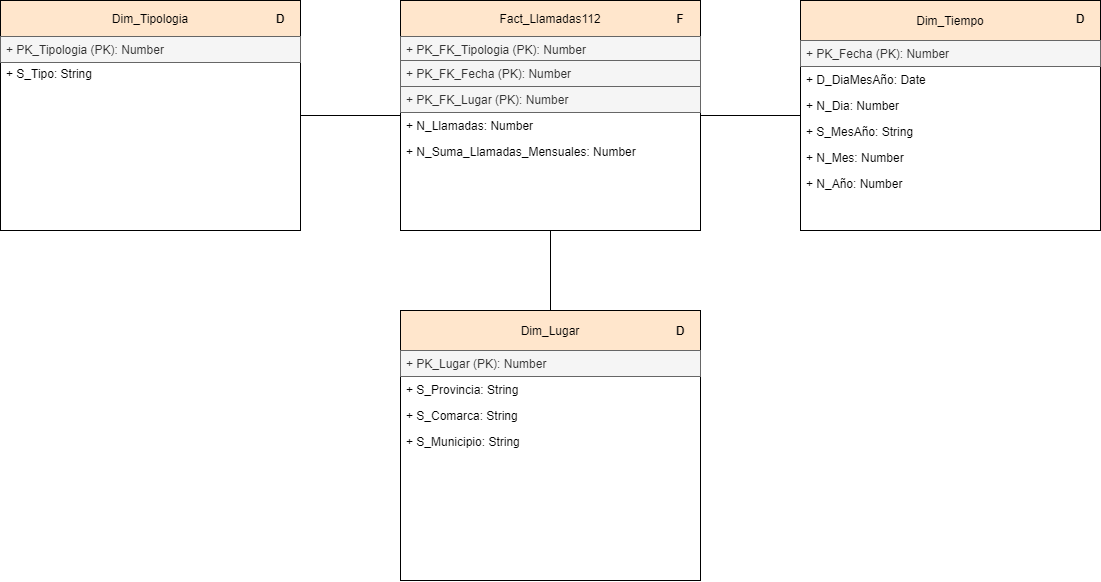 Dim_Tipologia D
+ PK_Tipologia (PK): Number
+ S_Tipo: String
Fact_Llamadas112 F
+ PK_FK_Tipologia (PK): Number
+ PK_FK_Fecha (PK): Number
+ PK_FK_Lugar (PK): Number
+ N_Llamadas: Number
+ N_Suma_Llamadas_Mensuales: Number
Dim_Tiempo D
+ PK_Fecha (PK): Number
+ D_DiaMesAño: Date
+ N_Dia: Number
+ S_MesAño: String
+ N_Mes: Number
+ N_Año: Number
Dim_Lugar D
+ PK_Lugar (PK): Number
+ S_Provincia: String
+ S_Comarca: String
+ S_Municipio: String